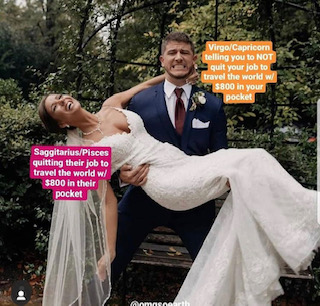 Virgo/Capricorn
telling you to NOT
quit your job to
travel the world w/
$800 in your
pocket
Saggitarius/Pisces
quitting their job to
travel the world w/
$800 in their
pocket
@omgsoearth